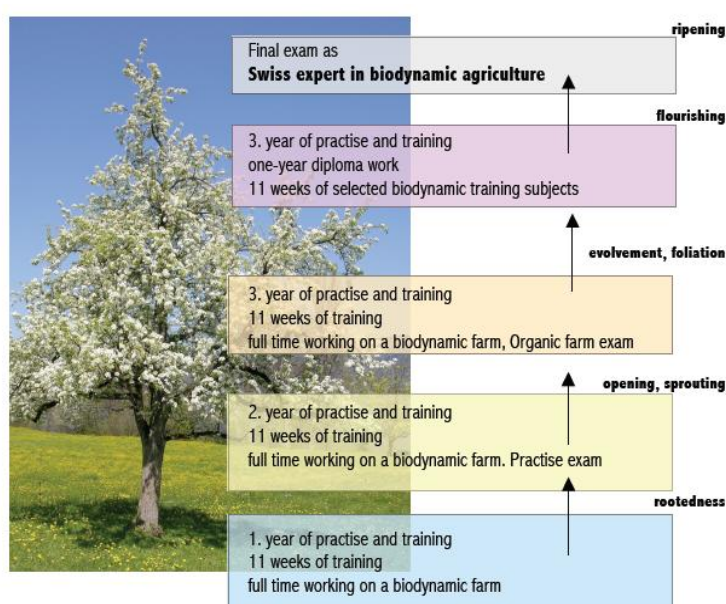 ripening
Final exam as
Swiss expert in biodynamic agriculture
flourishing
3. year of practise and training
one-year diploma work
11 weeks of selected biodynamic training subjects
evolvement, foliation
3. year of practise and training
11 weeks of training
full time working on a biodynamic farm, Organic farm exam
opening, sprouting
2. year of practise and training
11 weeks of training
full time working on a biodynamic farm. Practise exam
rootedness
1. year of practise and training
11 weeks of training
full time working on a biodynamic farm